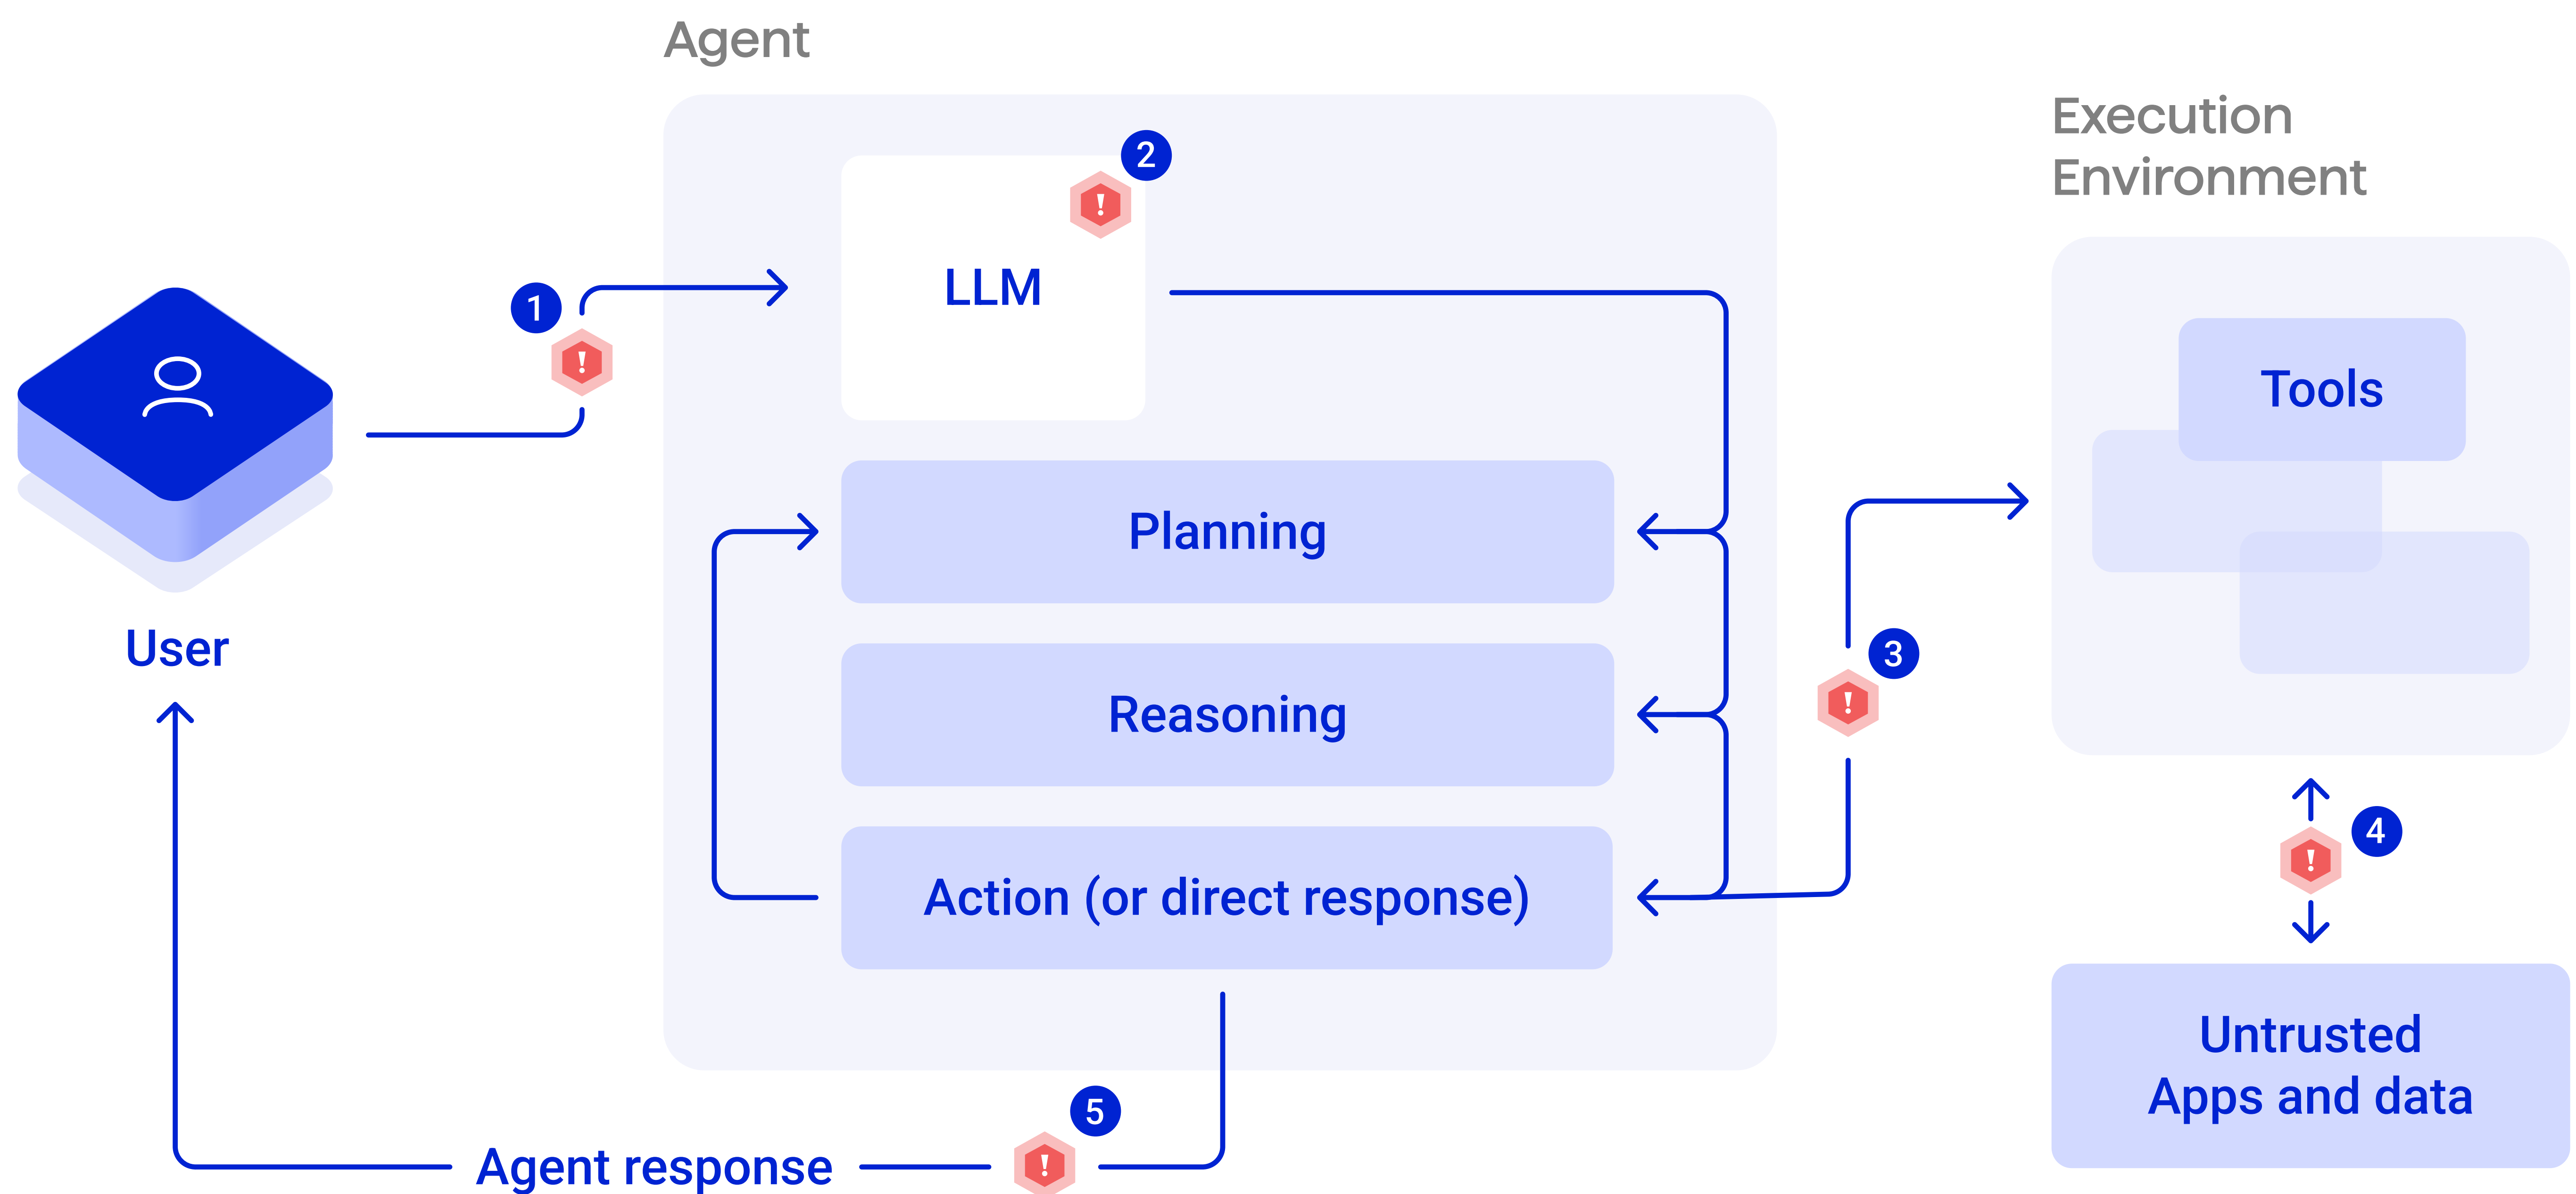 Agent
Execution
Environment
2
!
LLM
1
!
Tools
Planning
User
Reasoning
3
!
Action (or direct response)
4
!
Untrusted
Apps and data
5
!
Agent response